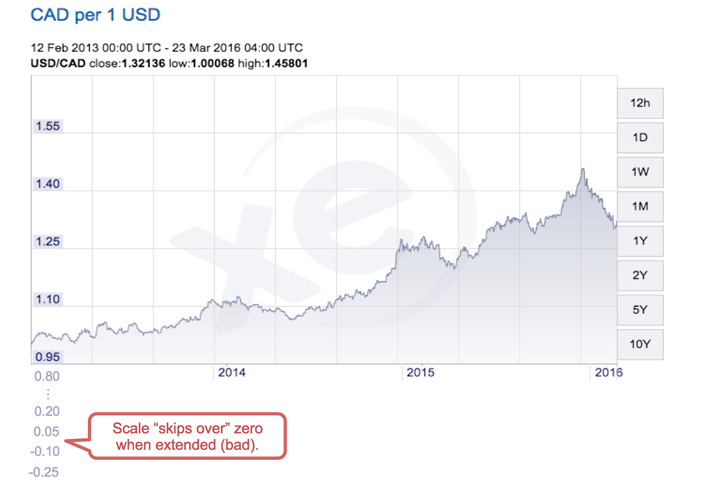 CAD per 1 USD
12 Feb 2013 00:00 UTC - 23 Mar 2016 04:00 UTC
USD/CAD close:1.32136 low:1.00068 high:1.45801
12h
1.55
1D
1W
1.40
xe
1M
1.25
1Y
2Y
1.10
5Y
10Y
0.95
2014
2015
2016
0.80
⋮
0.20
0.05
-0.10
-0.25
Scale “skips over” zero
when extended (bad).